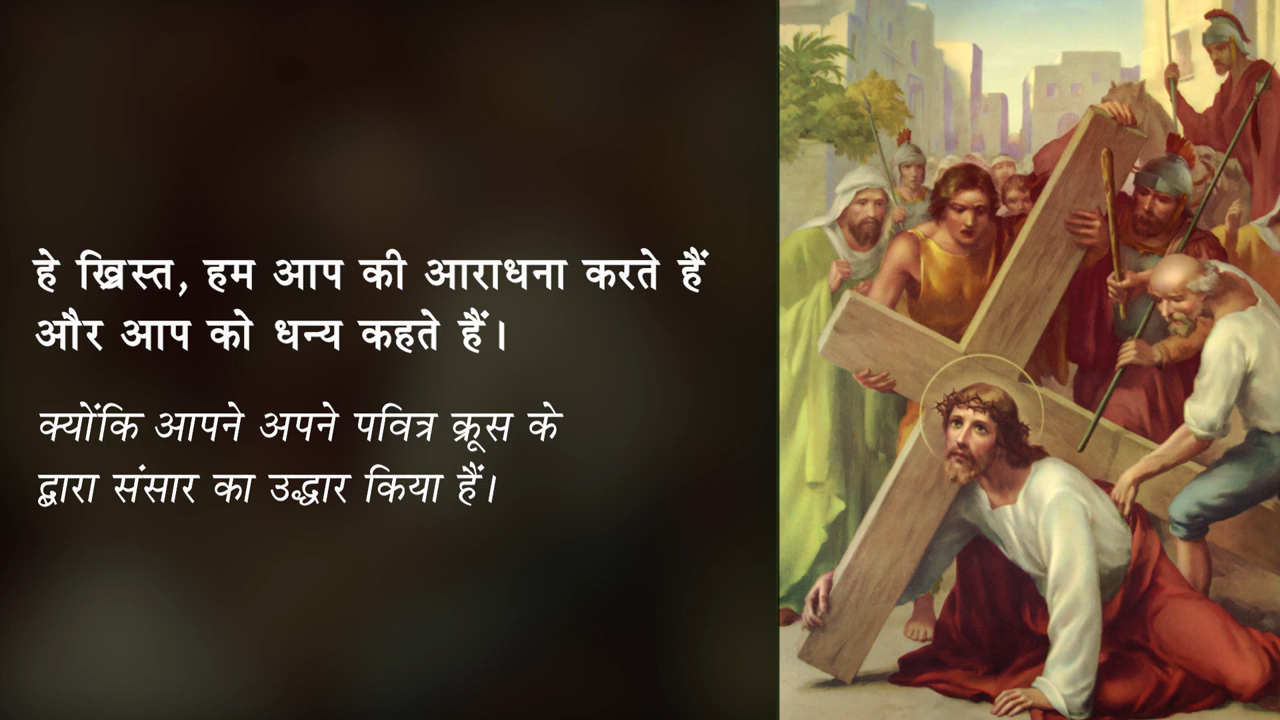 हे ख्रिस्त, हम आप की आराधना करते हैं
और आप को धन्य कहते हैं।
क्योंकि आपने अपने पवित्र क्रूस के
द्वारा संसार का उद्धार किया हैं।